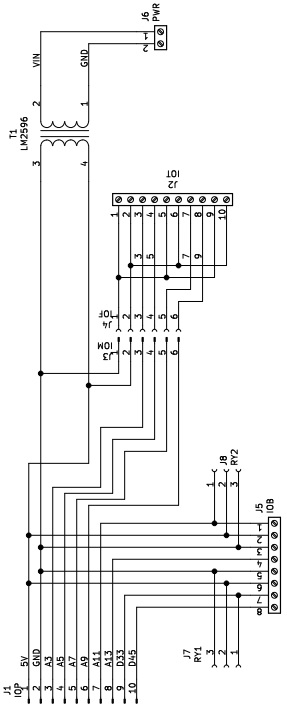 J6
PWR
1
2
VIN
GND
2
1
T1
LM2596
3
4
J2
IOT
1
2
3
4
5
6
7
8
9
10
3
5
7
9
J4
IOF
1
2
3
4
5
6
J3
IOM
1
2
3
4
5
6
J8
RY2
1
2
3
J5
IOB
1
2
3
4
5
6
7
8
J7
RY1
3
2
1
J1
IOP
1
2
3
4
5
6
7
8
9
10
5V
GND
A3
A5
A7
A9
A11
A13
D33
D45